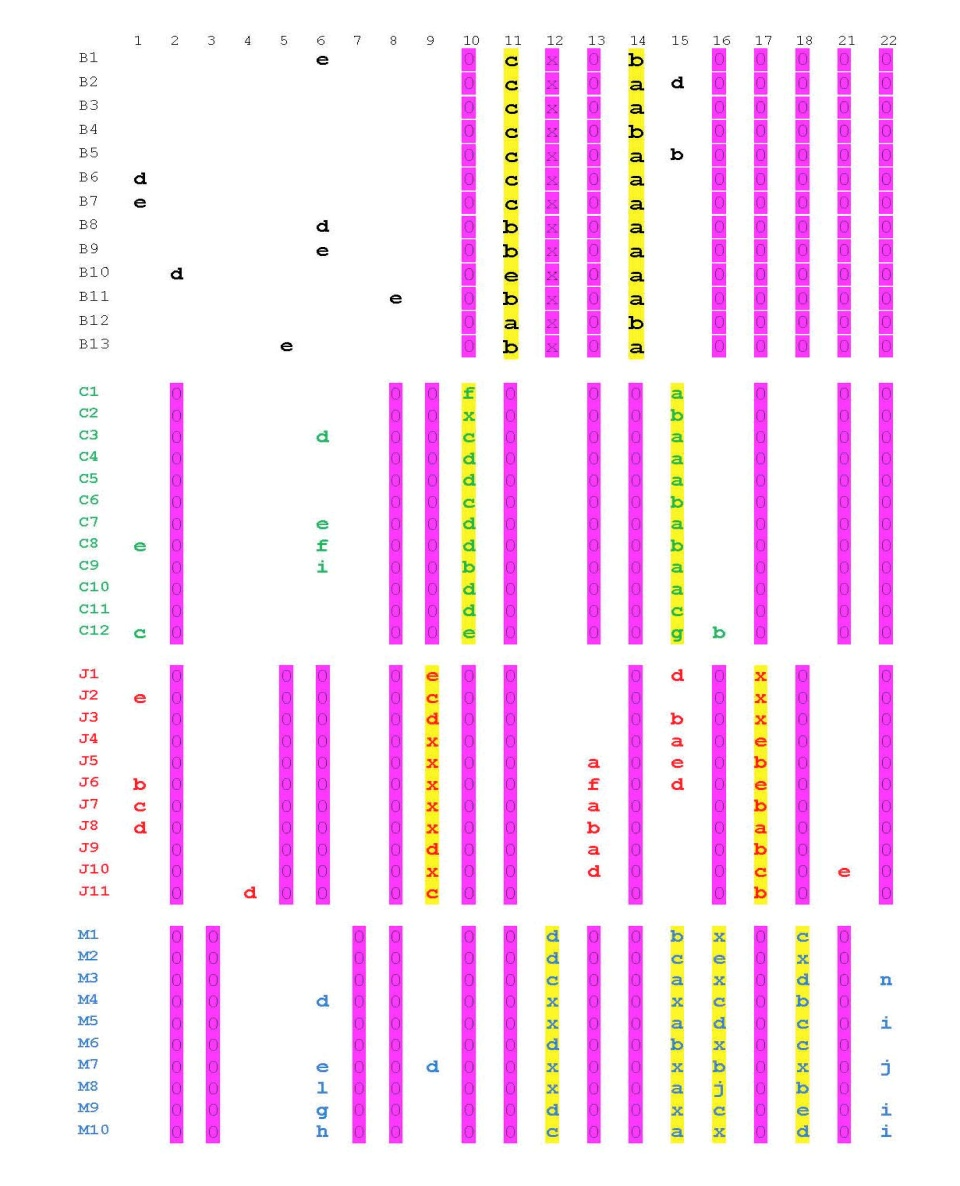 1 2 3 4 5 6 7 8 9 10 11 12 13 14 15 16 17 18 21 22
B1 e 0 c x 0 b 0 0 0 0 0
B2 0 c x 0 a d 0 0 0 0 0
B3 0 c x 0 a 0 0 0 0 0
B4 0 c x 0 b 0 0 0 0 0
B5 0 c x 0 a b 0 0 0 0 0
B6 d 0 c x 0 a 0 0 0 0 0
B7 e 0 c x 0 a 0 0 0 0 0
B8 d 0 b x 0 a 0 0 0 0 0
B9 e 0 b x 0 a 0 0 0 0 0
B10 d 0 e x 0 a 0 0 0 0 0
B11 e 0 b x 0 a 0 0 0 0 0
B12 0 a x 0 b 0 0 0 0 0
B13 e 0 b x 0 a 0 0 0 0 0
C1 0 0 0 f 0 0 0 a 0 0 0
C2 0 0 0 x 0 0 0 b 0 0 0
C3 0 d 0 0 c 0 0 0 a 0 0 0
C4 0 0 0 d 0 0 0 a 0 0 0
C5 0 0 0 d 0 0 0 a 0 0 0
C6 0 0 0 c 0 0 0 b 0 0 0
C7 0 e 0 0 d 0 0 0 a 0 0 0
C8 e 0 f 0 0 d 0 0 0 b 0 0 0
C9 0 i 0 0 b 0 0 0 a 0 0 0
C10 0 0 0 d 0 0 0 a 0 0 0
C11 0 0 0 d 0 0 0 c 0 0 0
C12 c 0 0 0 e 0 0 0 g b 0 0 0
J1 0 0 0 0 e 0 0 0 d 0 x 0 0
J2 e 0 0 0 0 c 0 0 0 0 x 0 0
J3 0 0 0 0 d 0 0 0 b 0 x 0 0
J4 0 0 0 0 x 0 0 0 a 0 e 0 0
J5 0 0 0 0 x 0 0 a 0 e 0 b 0 0
J6 b 0 0 0 0 x 0 0 f 0 d 0 e 0 0
J7 c 0 0 0 0 x 0 0 a 0 0 b 0 0
J8 d 0 0 0 0 x 0 0 b 0 0 a 0 0
J9 0 0 0 0 d 0 0 a 0 0 b 0 0
J10 0 0 0 0 x 0 0 d 0 0 c 0 e 0
J11 0 d 0 0 0 c 0 0 0 0 b 0 0
M1 0 0 0 0 0 0 d 0 0 b x 0 c 0
M2 0 0 0 0 0 0 d 0 0 c e 0 x 0
M3 0 0 0 0 0 0 c 0 0 a x 0 d 0 n
M4 0 0 d 0 0 0 0 x 0 0 x c 0 b 0
M5 0 0 0 0 0 0 x 0 0 a d 0 c 0 i
M6 0 0 0 0 0 0 d 0 0 b x 0 c 0
M7 0 0 e 0 0 d 0 0 x 0 0 x b 0 x 0 j
M8 0 0 l 0 0 0 0 x 0 0 a j 0 b 0
M9 0 0 g 0 0 0 0 d 0 0 x c 0 e 0 i
M10 0 0 h 0 0 0 0 c 0 0 a x 0 d 0 i